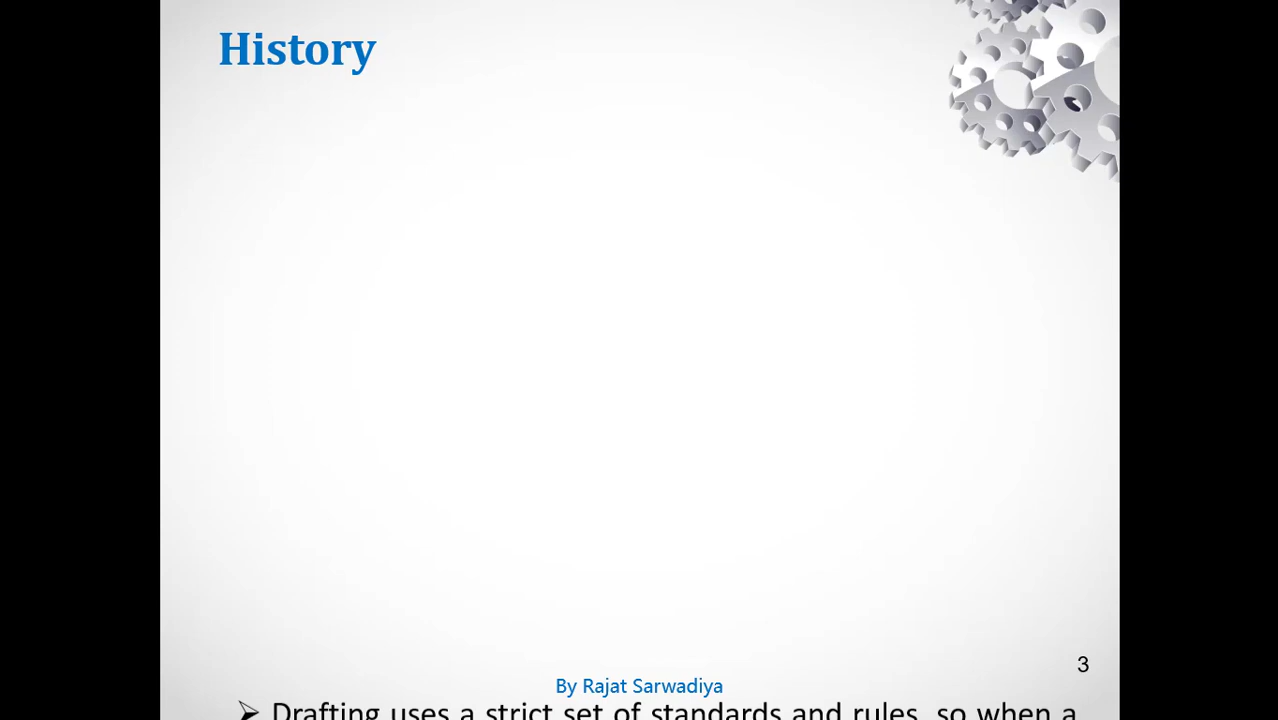 History
3
By Rajat Sarwadiya
➢ Drafting uses a strict set of standards and rules, so when a